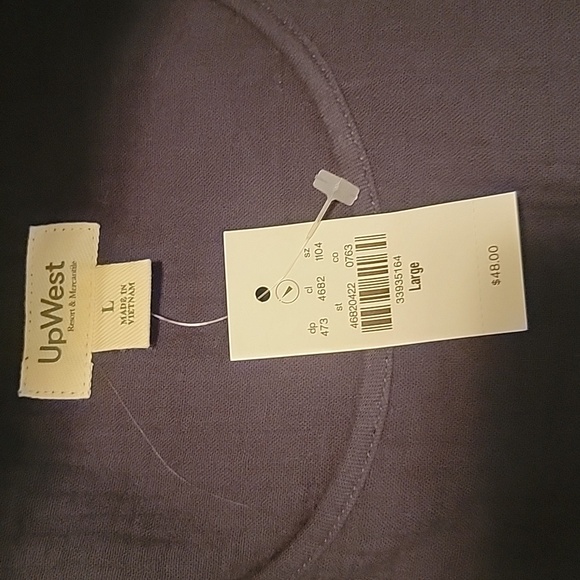 UpWest
Resort & Mercantile
L
MADE IN
VIETNAM
dp cl sz
473 4682 1104
st co
46820422 0763
33935164
Large
$48.00